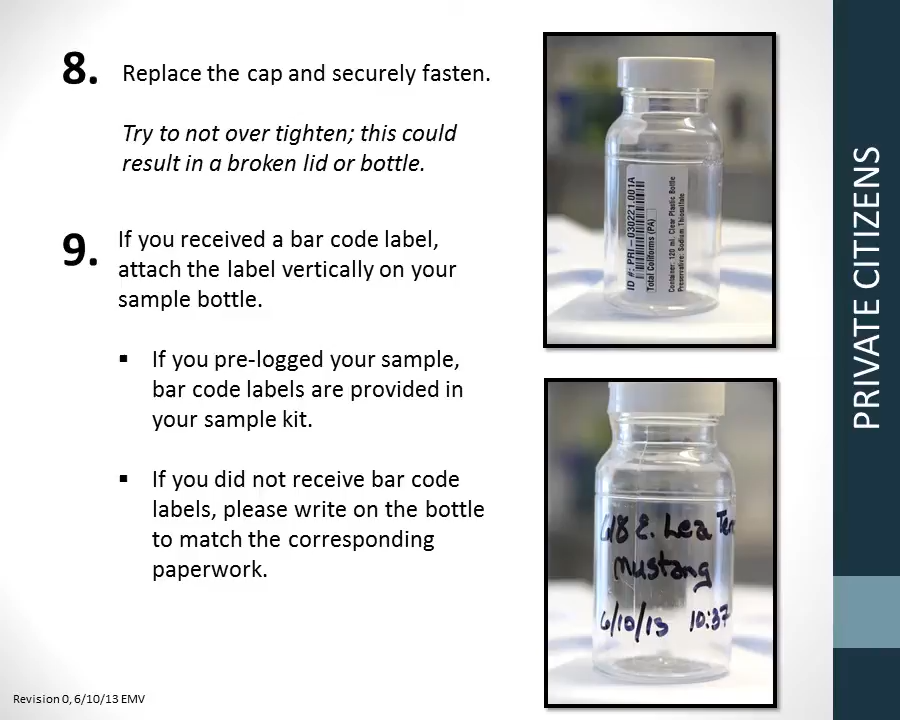 8. Replace the cap and securely fasten.
Try to not over tighten; this could
result in a broken lid or bottle.
9. If you received a bar code label,
attach the label vertically on your
sample bottle.
▪ If you pre-logged your sample,
bar code labels are provided in
your sample kit.
▪ If you did not receive bar code
labels, please write on the bottle
to match the corresponding
paperwork.
Revision 0, 6/10/13 EMV
ID #: PRI – 030221.001A
Total Coliforms (PA)
Container: 120 ml. Clear Plastic Bottle
Preservative: Sodium Thiosulfate
618 E. Lea
Mustang
6/10/13 10:37
PRIVATE CITIZENS